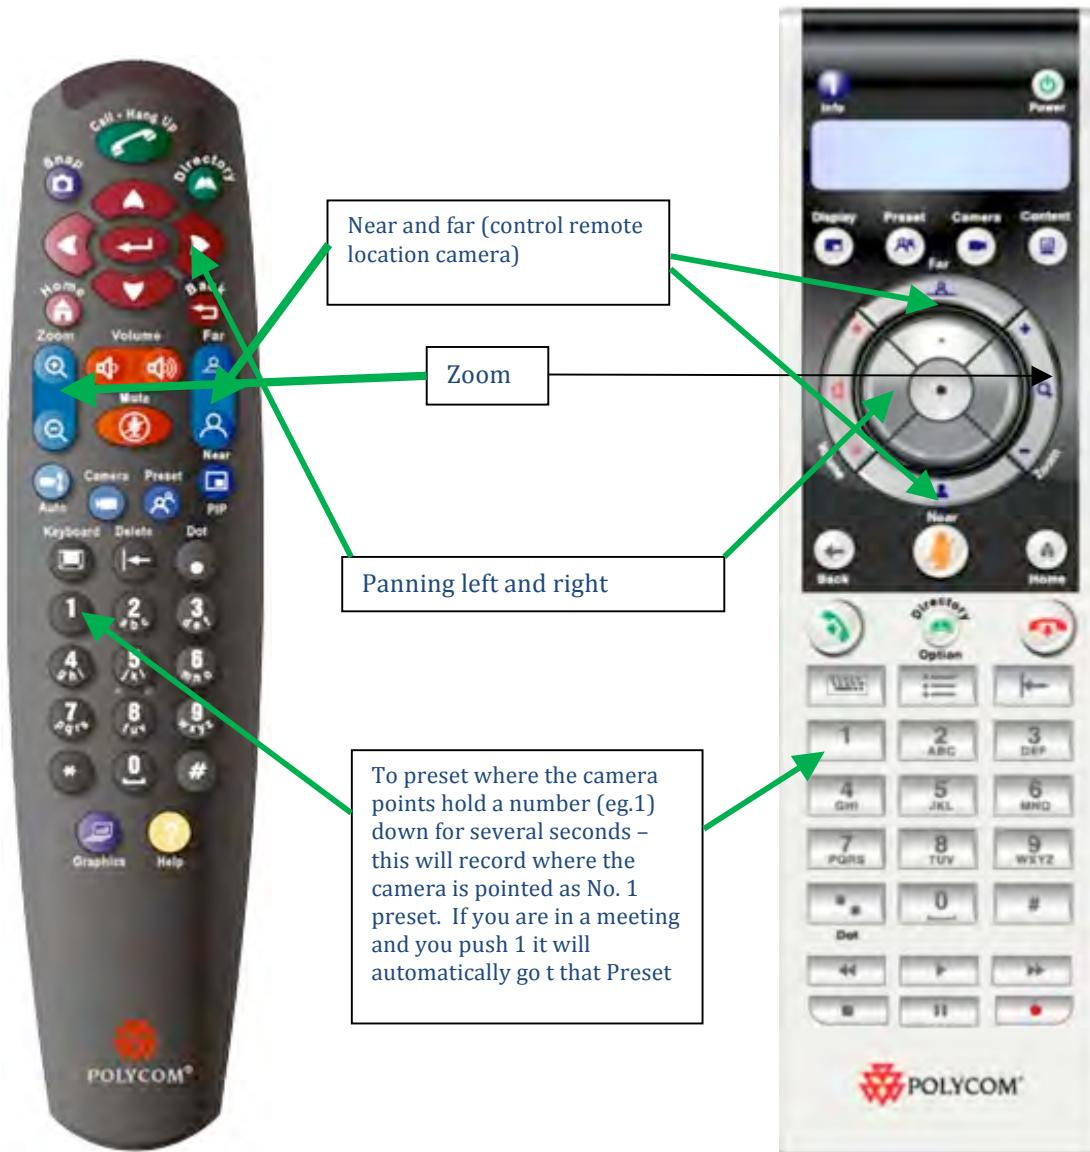 Call • Hang Up
Snap
Directory
Home
Back
Zoom
Volume
Far
Mute
Near
Auto
Camera
Preset
PIP
Keyboard
Delete
Dot
1
2 abc
3 def
4 ghi
5 jkl
6 mno
7 pqrs
8 tuv
9 wxyz
*
0
#
Graphics
? Help
POLYCOM®
Near and far (control remote
location camera)
Zoom
Panning left and right
To preset where the camera
points hold a number (eg.1)
down for several seconds –
this will record where the
camera is pointed as No. 1
preset. If you are in a meeting
and you push 1 it will
automatically go t that Preset
Info
Power
Display
Preset
Camera
Content
Far
Zoom
Near
Back
Home
Directory
Option
1
2 ABC
3 DEF
4 GHI
5 JKL
6 MNO
7 PQRS
8 TUV
9 WXYZ
0
#
Dot
POLYCOM